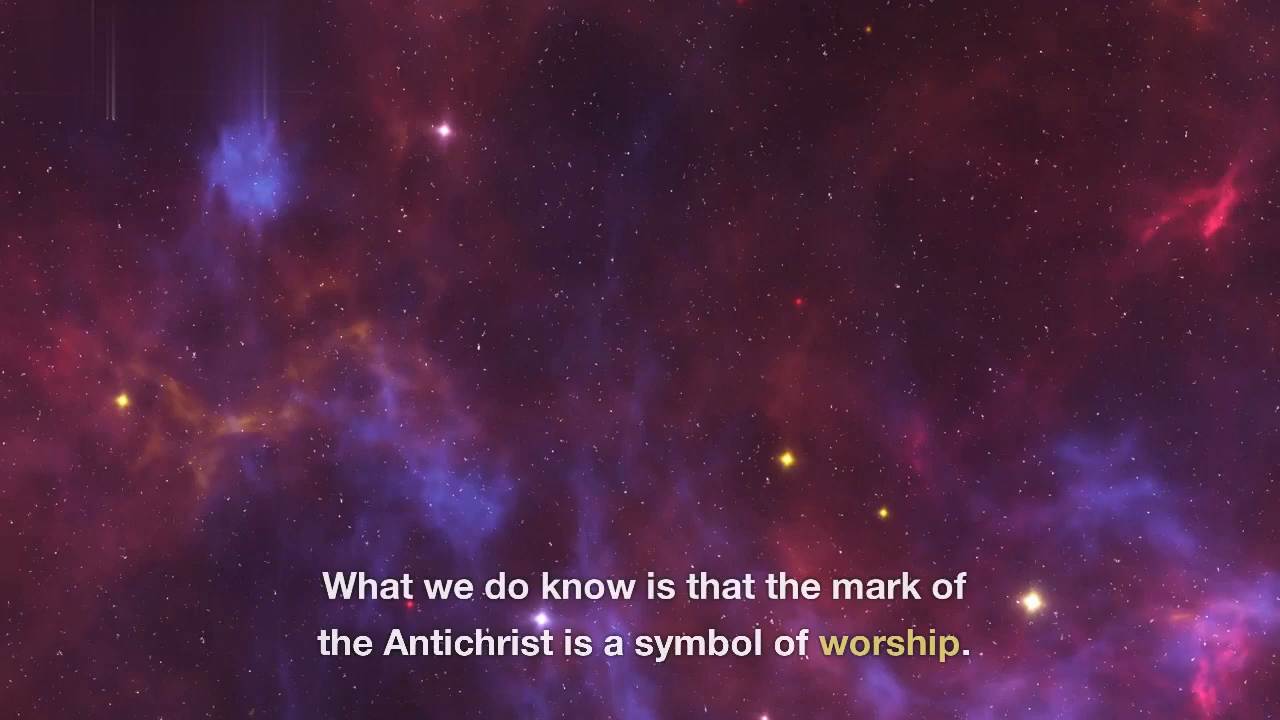 What we do know is that the mark of
the Antichrist is a symbol of worship.